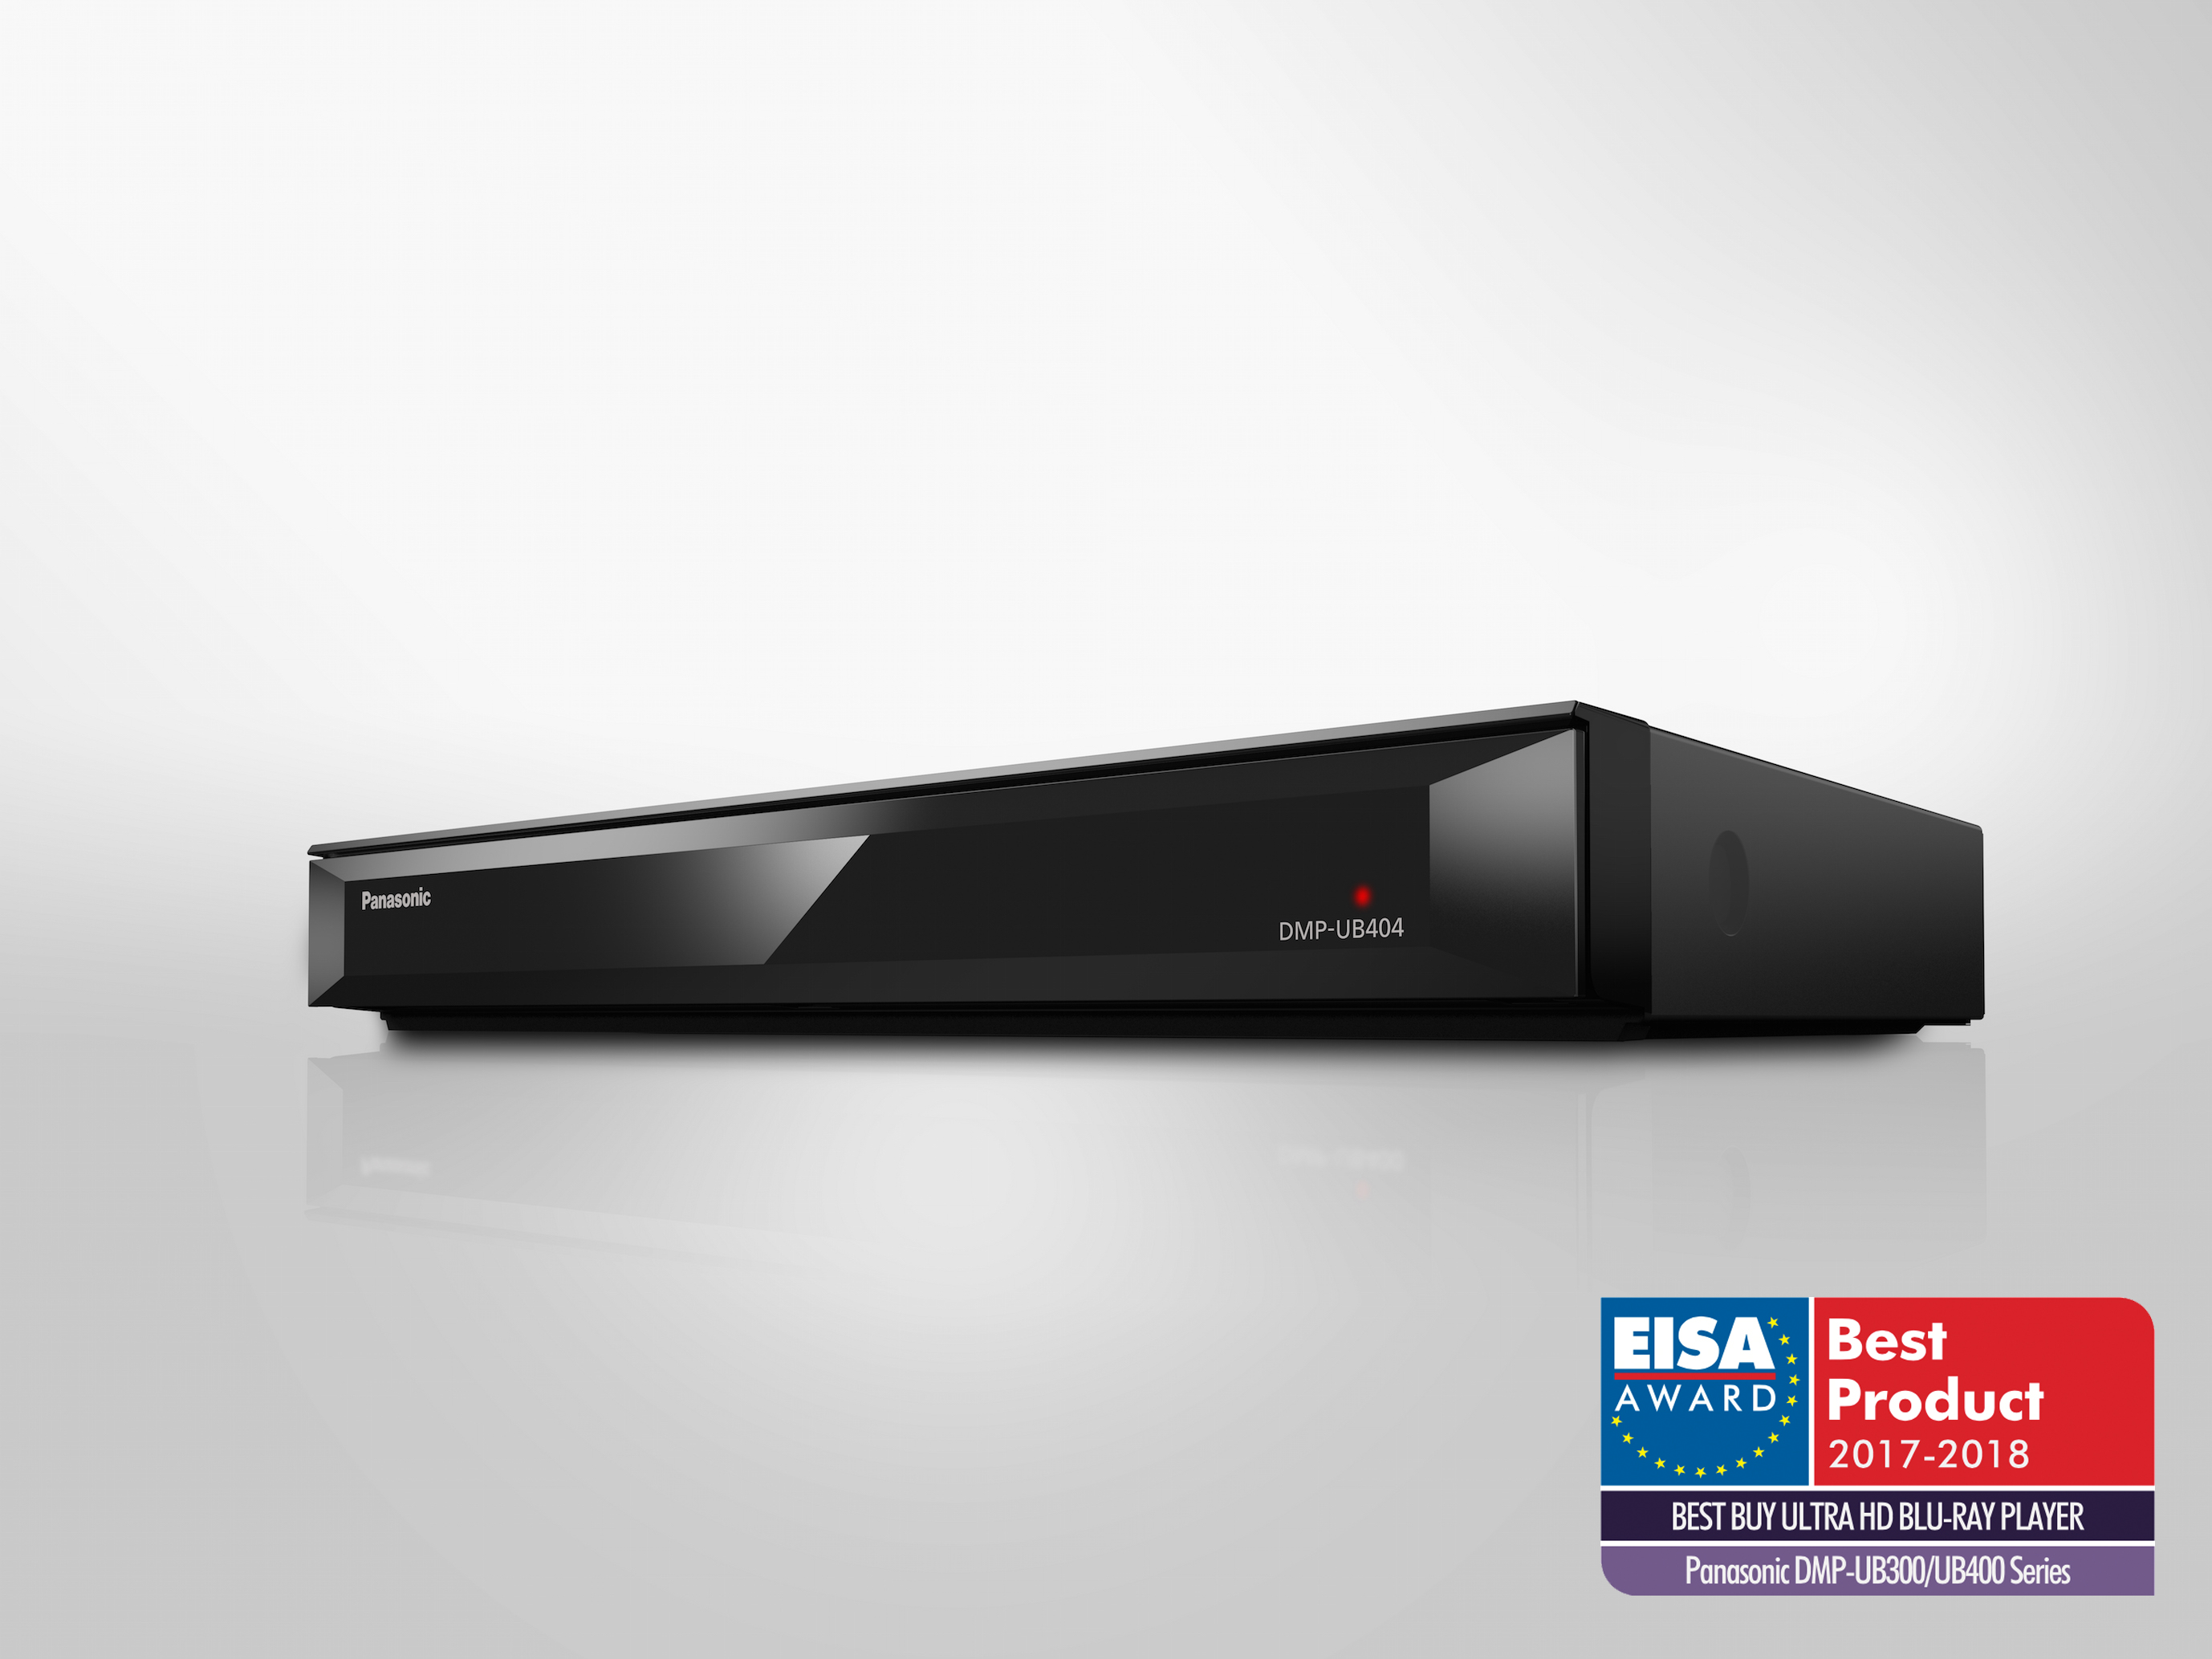 Panasonic
DMP-UB404
EISA
AWARD
Best
Product
2017-2018
BEST BUY ULTRA HD BLU-RAY PLAYER
Panasonic DMP-UB300/UB400 Series